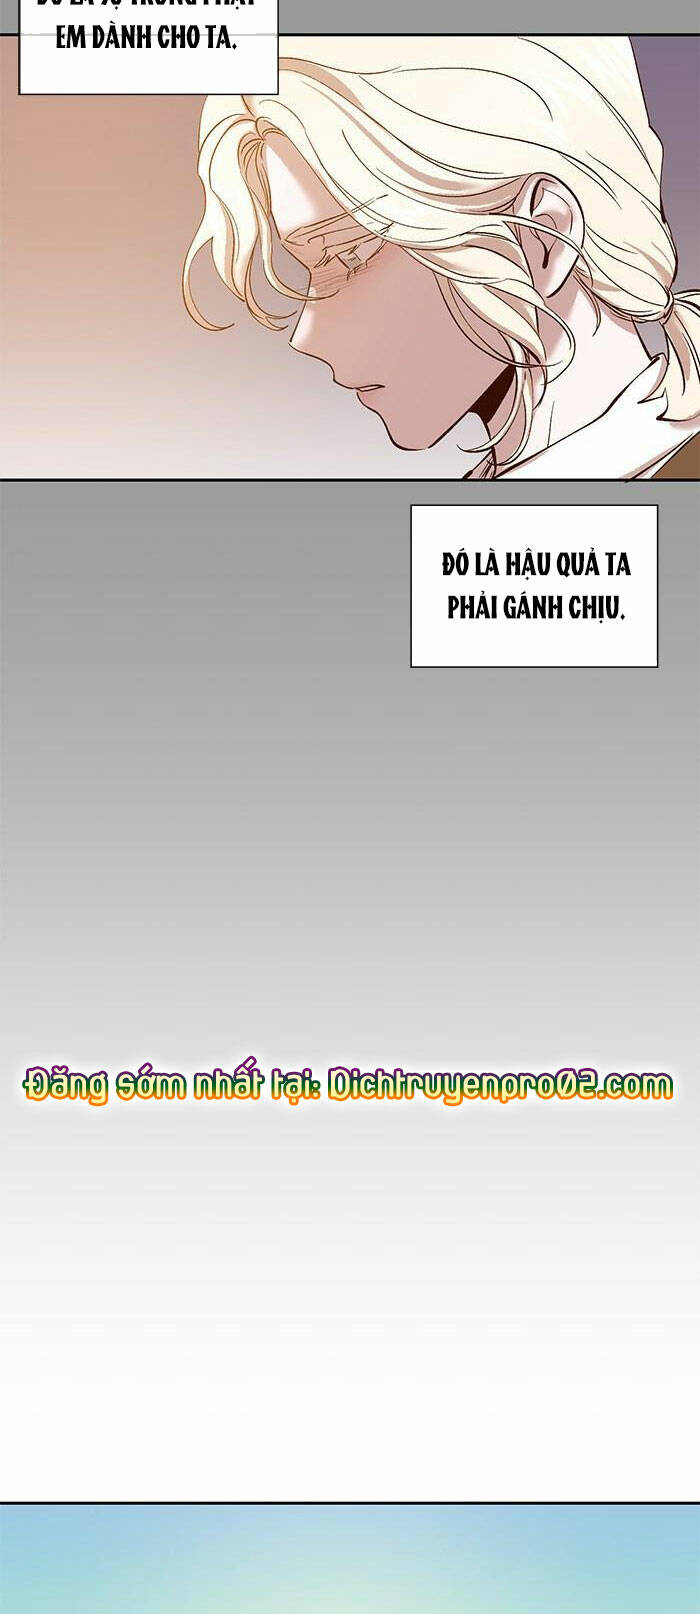 EM DÀNH CHO TA.
ĐÓ LÀ HẬU QUẢ TA
PHẢI GÁNH CHỊU.
Đăng sớm nhất tại: Dichtruyenpro02.com